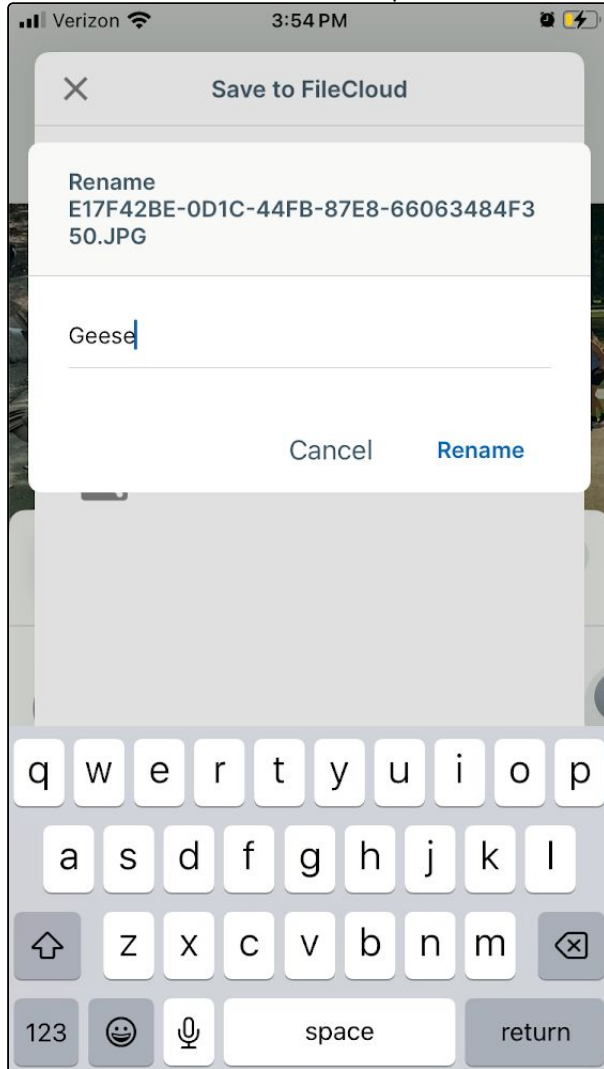 Verizon 3:54 PM
Save to FileCloud
Rename
E17F42BE-0D1C-44FB-87E8-66063484F3
50.JPG
Geese
Cancel Rename
q w e r t y u i o p
a s d f g h j k l
z x c v b n m
123 space return